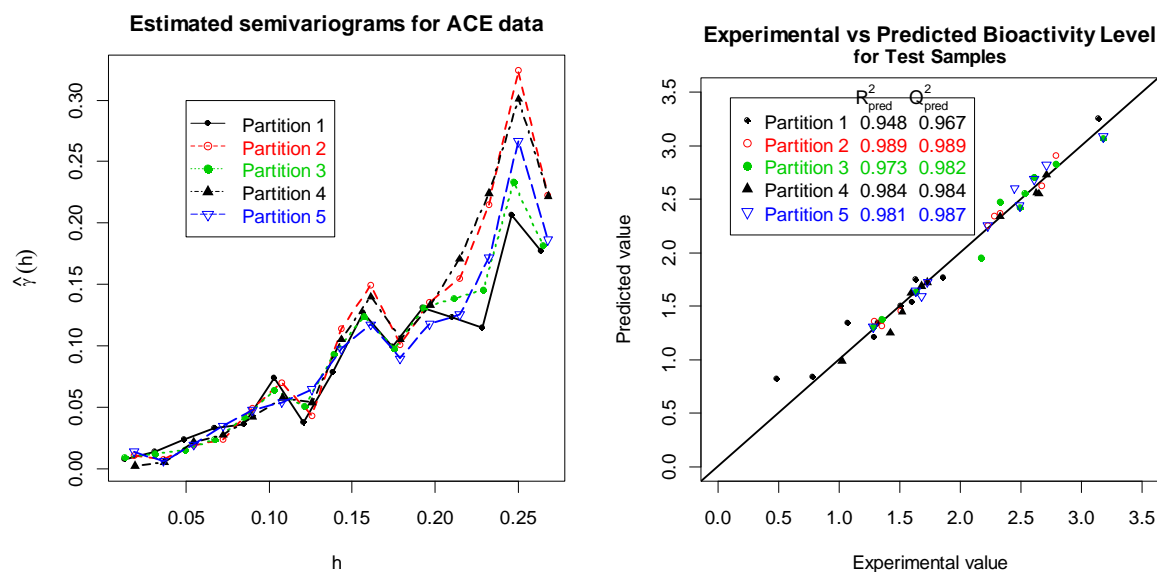 Estimated semivariograms for ACE data
Partition 1
Partition 2
Partition 3
Partition 4
Partition 5
γ̂(h)
0.30
0.25
0.20
0.15
0.10
0.05
0.00
0.05 0.10 0.15 0.20 0.25
h
Experimental vs Predicted Bioactivity Level
for Test Samples
R²pred Q²pred
Partition 1 0.948 0.967
Partition 2 0.989 0.989
Partition 3 0.973 0.982
Partition 4 0.984 0.984
Partition 5 0.981 0.987
Predicted value
3.5
3.0
2.5
2.0
1.5
1.0
0.5
0.0
0.0 0.5 1.0 1.5 2.0 2.5 3.0 3.5
Experimental value